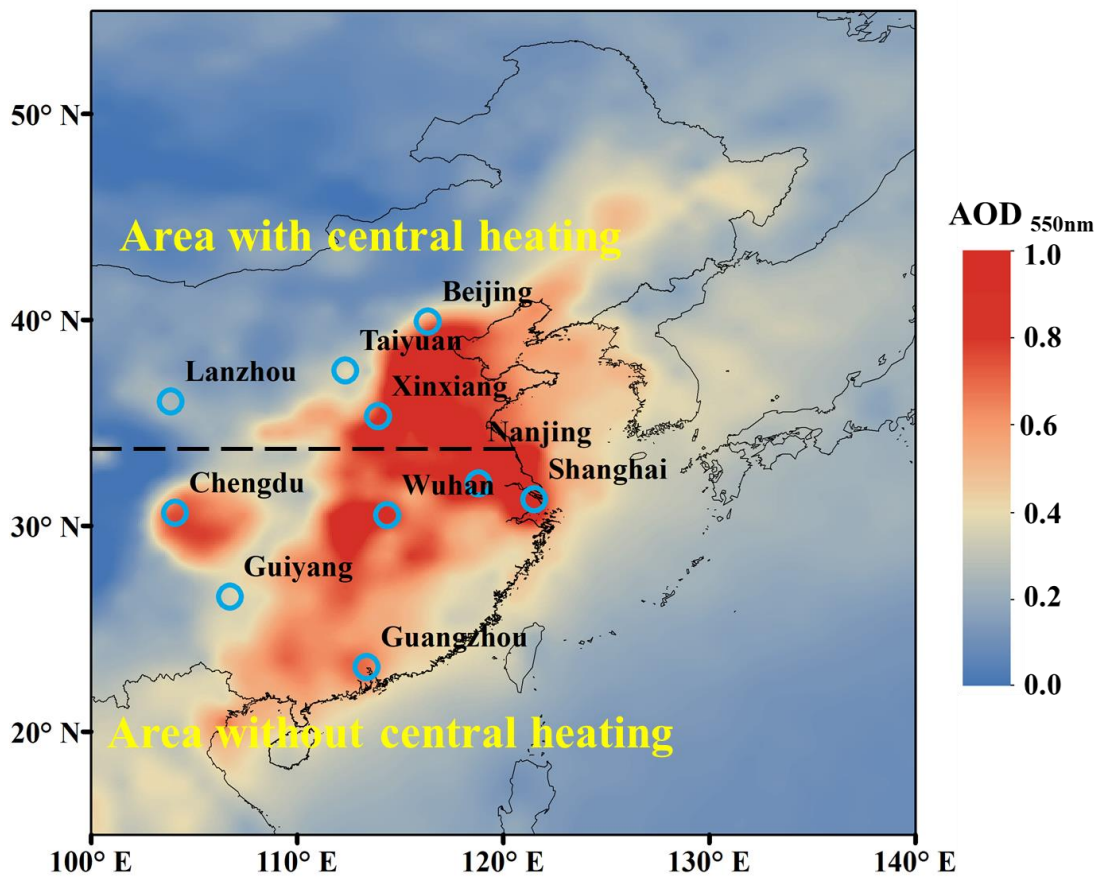 50° N
40° N
30° N
20° N
100° E
110° E
120° E
130° E
140° E
Area with central heating
Beijing
Taiyuan
Lanzhou
Xinxiang
Nanjing
Shanghai
Chengdu
Wuhan
Guiyang
Guangzhou
Area without central heating
AOD 550nm
1.0
0.8
0.6
0.4
0.2
0.0